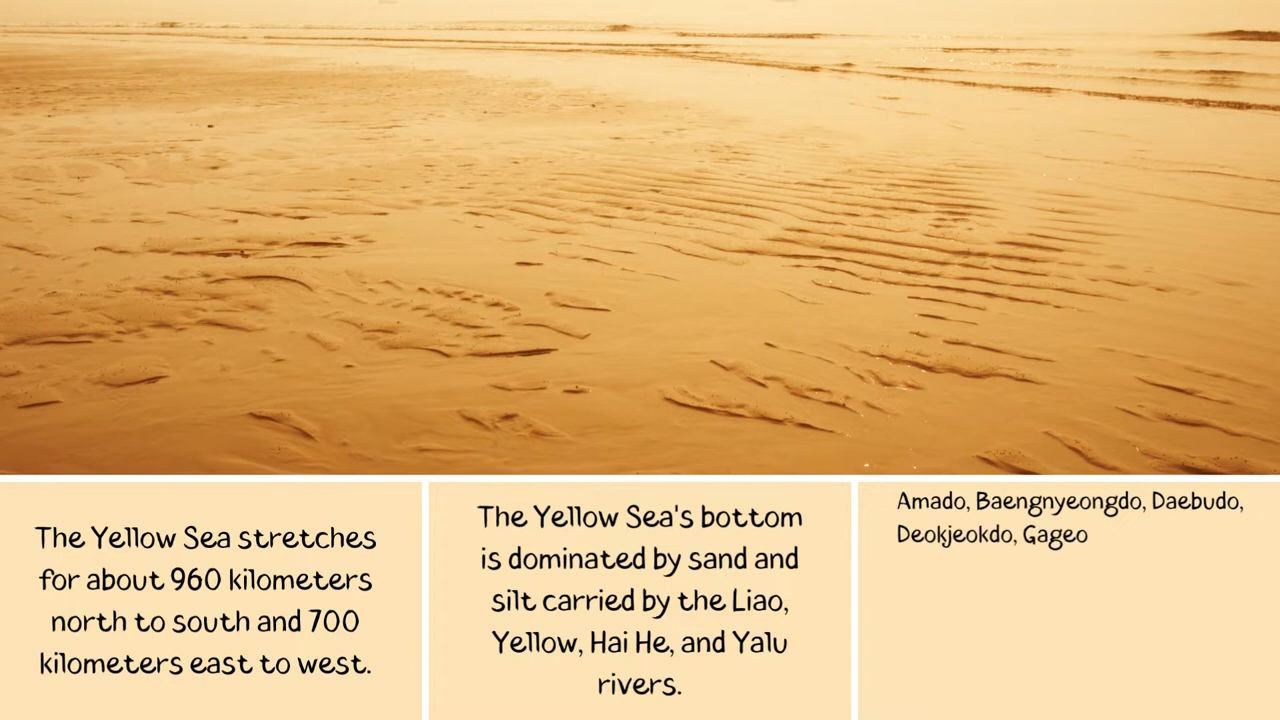 The Yellow Sea stretches
for about 960 kilometers
north to south and 700
kilometers east to west.
The Yellow Sea's bottom
is dominated by sand and
silt carried by the Liao,
Yellow, Hai He, and Yalu
rivers.
Amado, Baengnyeongdo, Daebudo,
Deokjeokdo, Gageo